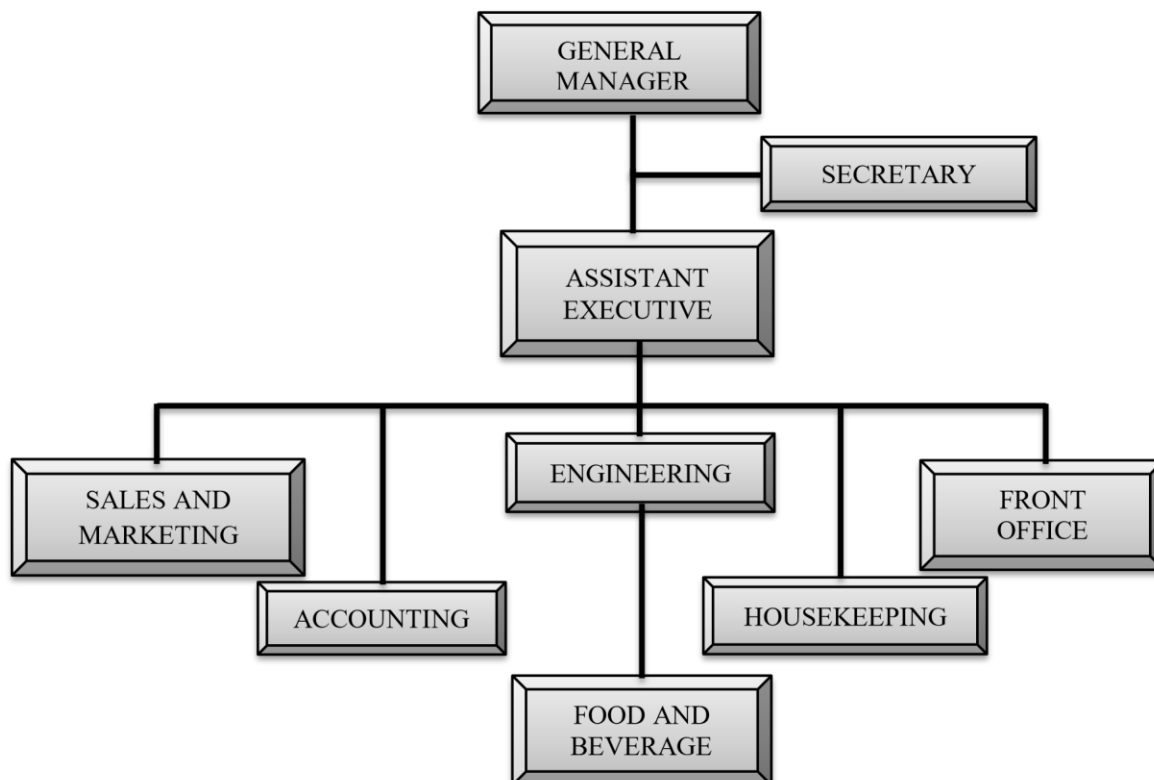 GENERAL
MANAGER
SECRETARY
ASSISTANT
EXECUTIVE
SALES AND
MARKETING
ACCOUNTING
ENGINEERING
FOOD AND
BEVERAGE
HOUSEKEEPING
FRONT
OFFICE